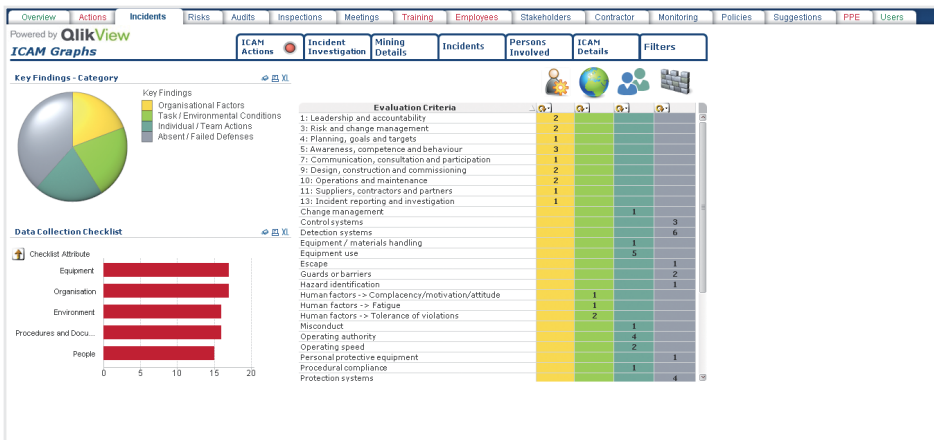 Overview Actions Incidents Risks Audits Inspections Meetings Training Employees Stakeholders Contractor Monitoring Policies Suggestions PPE Users
Powered by QlikView
ICAM Graphs
ICAM Actions
Incident Investigation
Mining Details
Incidents
Persons Involved
ICAM Details
Filters
Key Findings - Category XL
Key Findings
Organisational Factors
Task / Environmental Conditions
Individual / Team Actions
Absent / Failed Defenses
Data Collection Checklist XL
Checklist Attribute
Equipment
Organisation
Environment
Procedures and Docu...
People
0 5 10 15 20
Evaluation Criteria
1: Leadership and accountability 2
3: Risk and change management 2
4: Planning, goals and targets 1
5: Awareness, competence and behaviour 3
7: Communication, consultation and participation 1
9: Design, construction and commissioning 2
10: Operations and maintenance 2
11: Suppliers, contractors and partners 1
13: Incident reporting and investigation 1
Change management 1
Control systems 3
Detection systems 6
Equipment / materials handling 1
Equipment use 5
Escape 1
Guards or barriers 2
Hazard identification 1
Human factors -> Complacency/motivation/attitude 1
Human factors -> Fatigue 1
Human factors -> Tolerance of violations 2
Misconduct 1
Operating authority 4
Operating speed 2
Personal protective equipment 1
Procedural compliance 1
Protection systems 4